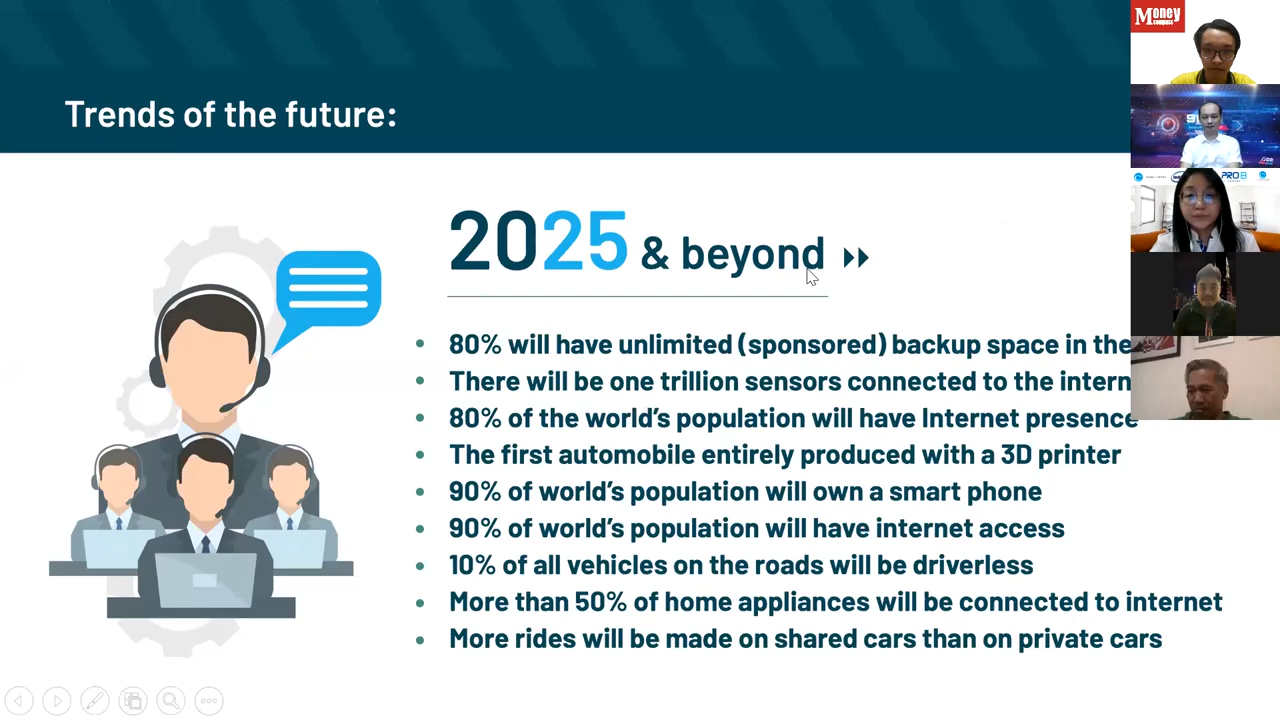 Trends of the future:
2025 & beyond
80% will have unlimited (sponsored) backup space in the
There will be one trillion sensors connected to the intern
80% of the world's population will have Internet presence
The first automobile entirely produced with a 3D printer
90% of world's population will own a smart phone
90% of world's population will have internet access
10% of all vehicles on the roads will be driverless
More than 50% of home appliances will be connected to internet
More rides will be made on shared cars than on private cars
Money
compass
PRO